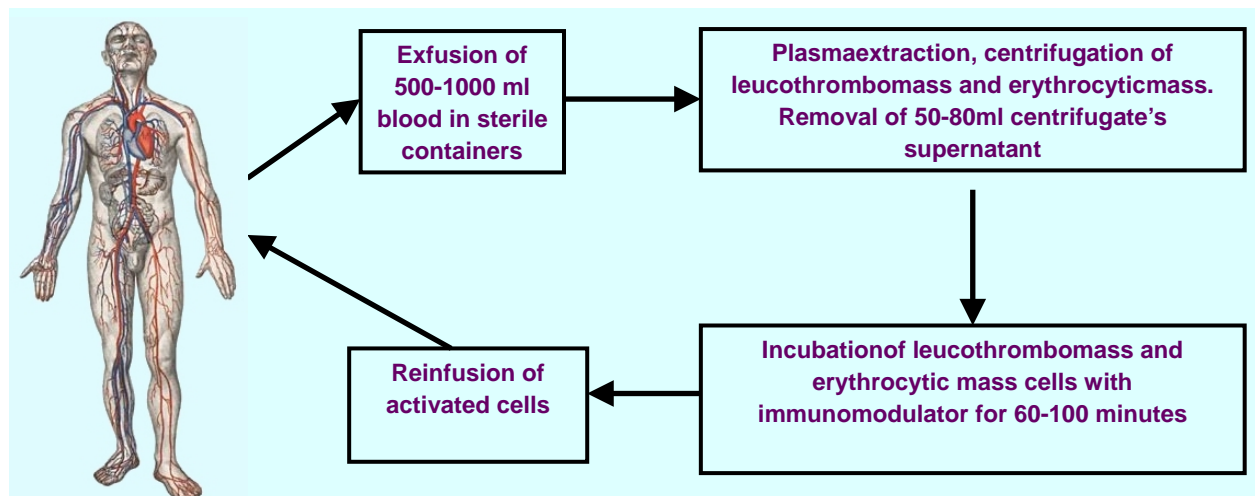 Exfusion of
500-1000 ml
blood in sterile
containers
Plasmaextraction, centrifugation of
leucothrombomass and erythrocyticmass.
Removal of 50-80ml centrifugate's
supernatant
Incubationof leucothrombomass and
erythrocytic mass cells with
immunomodulator for 60-100 minutes
Reinfusion of
activated cells